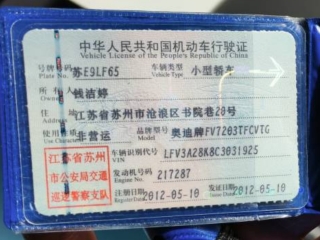 中华人民共和国机动车行驶证
Vehicle License of the People's Republic of China
号牌号码 苏E9LF65 车辆类型 小型轿车
Plate No. Vehicle Type
所有人 钱洁婷
Owner
住址 江苏省苏州市沧浪区书院巷20号
Address
使用性质 非营运 品牌型号 奥迪牌FV7203TFCVTG
Use Character Model
江苏省苏州市公安局交通巡逻警察支队
车辆识别代号 LFV3A28K8C3031925
VIN
发动机号码 217287
Engine No.
注册日期 2012-05-10 发证日期 2012-05-10
Register Date Issue Date